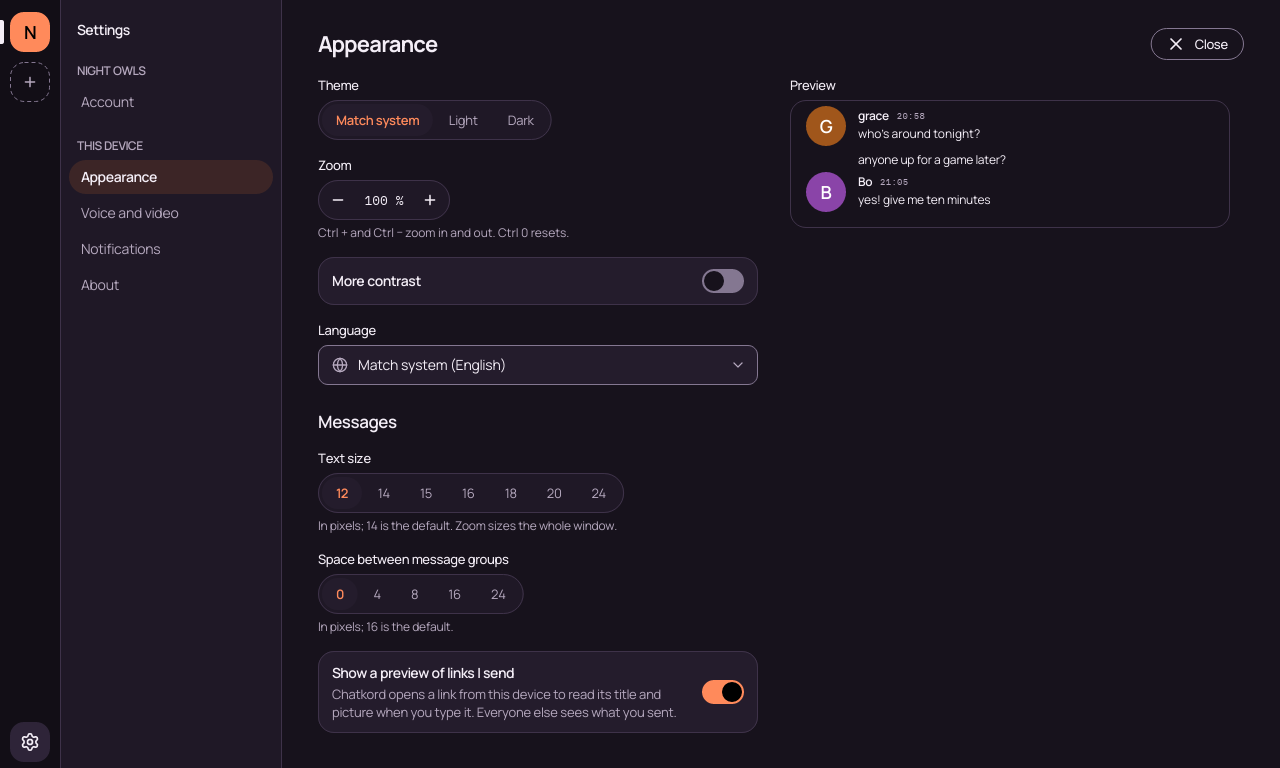 N
Settings
NIGHT OWLS
Account
THIS DEVICE
Appearance
Voice and video
Notifications
About
Appearance
Close
Theme
Match system
Light
Dark
Zoom
100 %
Ctrl + and Ctrl − zoom in and out. Ctrl 0 resets.
More contrast
Language
Match system (English)
Messages
Text size
12 14 15 16 18 20 24
In pixels; 14 is the default. Zoom sizes the whole window.
Space between message groups
0 4 8 16 24
In pixels; 16 is the default.
Show a preview of links I send
Chatkord opens a link from this device to read its title and
picture when you type it. Everyone else sees what you sent.
Preview
G
grace 20:58
who's around tonight?
anyone up for a game later?
B
Bo 21:05
yes! give me ten minutes